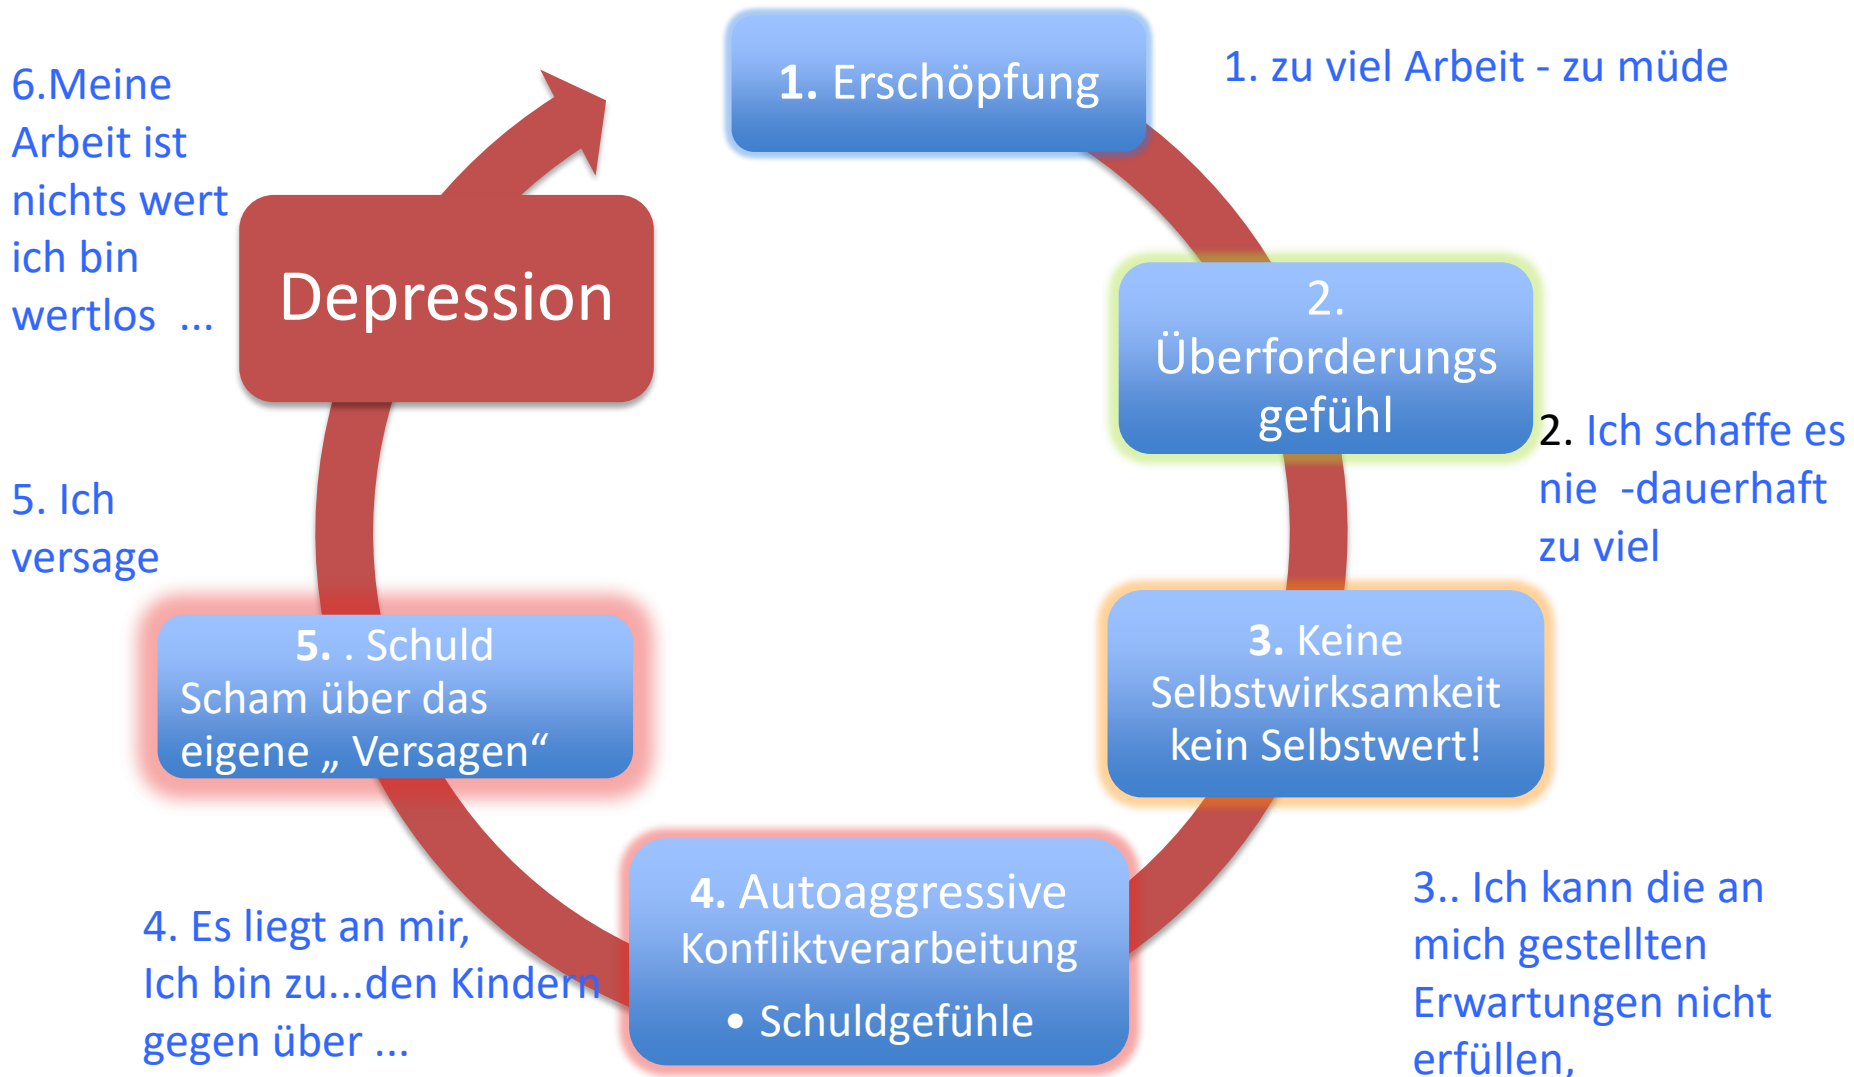 1. Erschöpfung
1. zu viel Arbeit - zu müde
2.
Überforderungs
gefühl
2. Ich schaffe es
nie -dauerhaft
zu viel
3. Keine
Selbstwirksamkeit
kein Selbstwert!
3.. Ich kann die an
mich gestellten
Erwartungen nicht
erfüllen,
4. Autoaggressive
Konfliktverarbeitung
• Schuldgefühle
4. Es liegt an mir,
Ich bin zu...den Kindern
gegen über ...
5. . Schuld
Scham über das
eigene „ Versagen“
5. Ich
versage
Depression
6.Meine
Arbeit ist
nichts wert
ich bin
wertlos ...